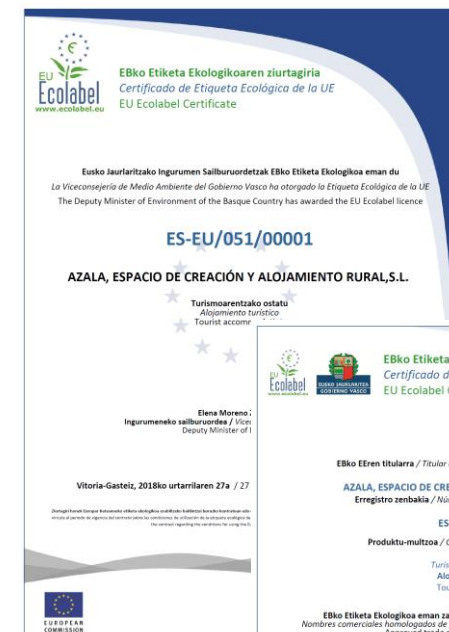 EU
Ecolabel
www.ecolabel.eu
EBko Etiketa Ekologikoaren ziurtagiria
Certificado de Etiqueta Ecológica de la UE
EU Ecolabel Certificate
Eusko Jaurlaritzako Ingurumen Sailburuordetzak EBko Etiketa Ekologikoa eman du
La Viceconsejería de Medio Ambiente del Gobierno Vasco ha otorgado la Etiqueta Ecológica de la UE
The Deputy Minister of Environment of the Basque Country has awarded the EU Ecolabel licence
ES-EU/051/00001
AZALA, ESPACIO DE CREACIÓN Y ALOJAMIENTO RURAL,S.L.
Turismoarentzako ostatu
Alojamiento turístico
Tourist
Elena Moreno
Ingurumeneko sailburuordea /
Deputy Minister of
Vitoria-Gasteiz, 2018ko urtarrilaren 27a / 27
EUROPEAN
COMMISSION
EU
Ecolabel
www.ecolabel.eu
EUSKO JAURLARITZA
GOBIERNO VASCO
EBko Etiketa
Certificado d
EU Ecolabel
EBko EEren titularra / Titular
AZALA, ESPACIO DE CRE
Erregistro zenbakia / Nú
ES
Produktu-multzoa /
Turis
Alo
Tou
EBko Etiketa Ekologikoa eman za
Nombres comerciales homologados de